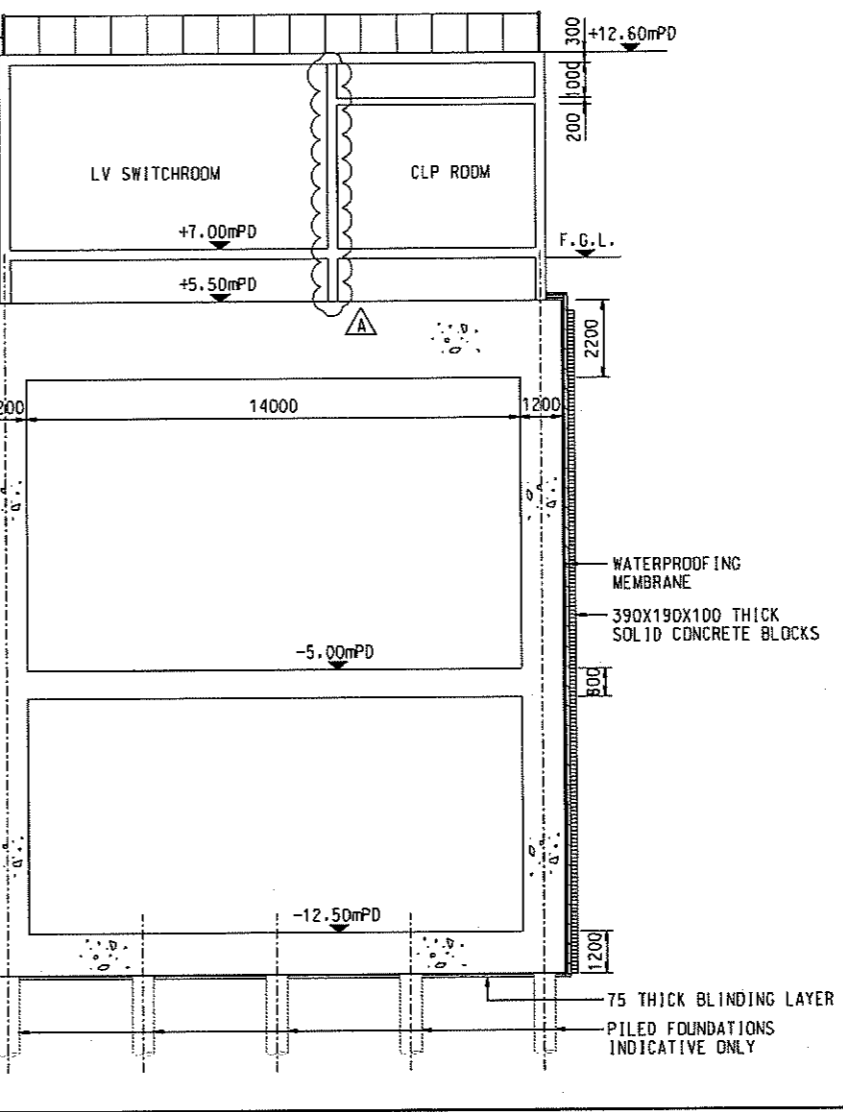 300
+12.60mPD
1000
200
LV SWITCHROOM
CLP ROOM
+7.00mPD
F.G.L.
+5.50mPD
A
2200
200
14000
1200
WATERPROOFING
MEMBRANE
390X190X100 THICK
SOLID CONCRETE BLOCKS
-5.00mPD
800
-12.50mPD
1200
75 THICK BLINDING LAYER
PILED FOUNDATIONS
INDICATIVE ONLY